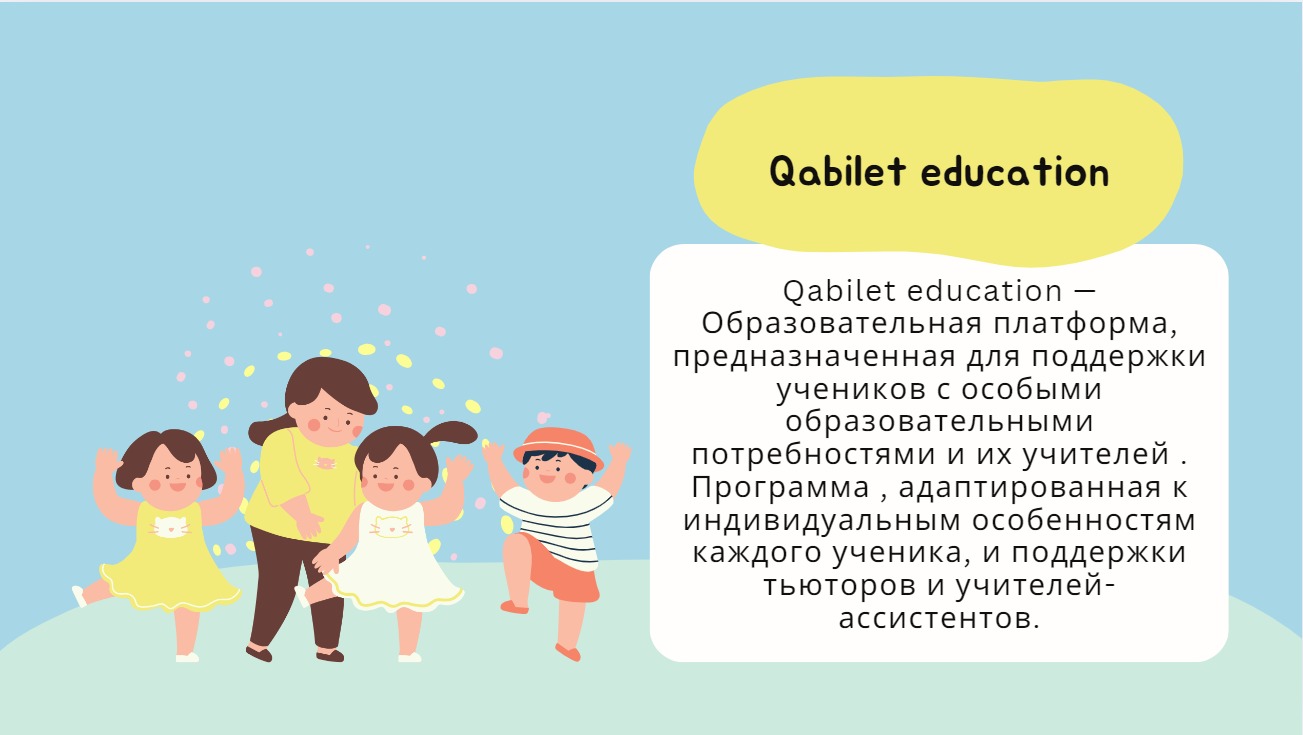 Qabilet education
Qabilet education —
Образовательная платформа,
предназначенная для поддержки
учеников с особыми
образовательными
потребностями и их учителей .
Программа , адаптированная к
индивидуальным особенностям
каждого ученика, и поддержки
тьюторов и учителей-
ассистентов.